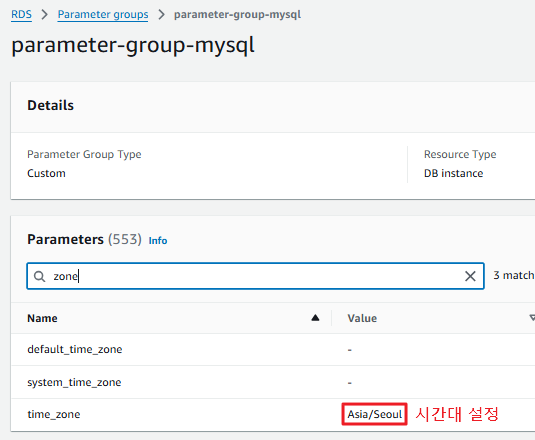 RDS > Parameter groups > parameter-group-mysql
parameter-group-mysql
Details
Parameter Group Type
Custom
Resource Type
DB instance
Parameters (553) Info
zone
3 match
Name Value
default_time_zone -
system_time_zone -
time_zone Asia/Seoul 시간대 설정